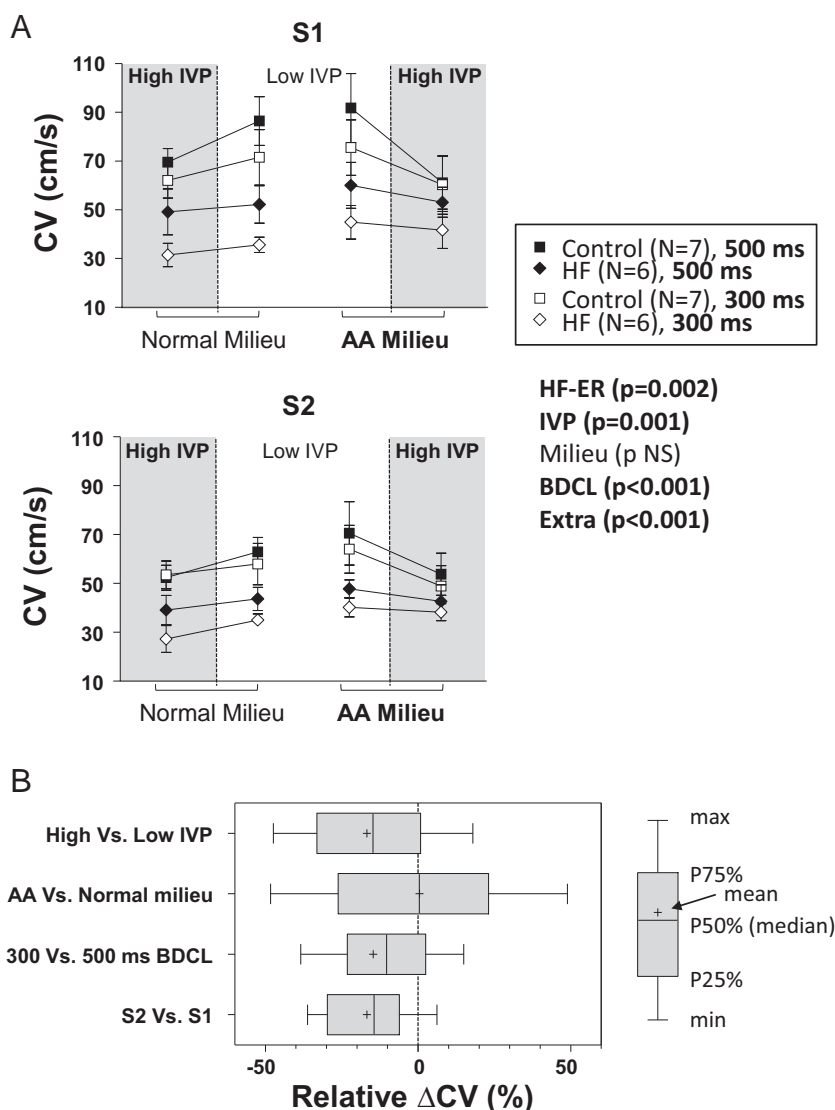 A
S1
High IVP Low IVP High IVP
110
90
70
50
30
10
CV (cm/s)
Normal Milieu AA Milieu
Control (N=7), 500 ms
HF (N=6), 500 ms
Control (N=7), 300 ms
HF (N=6), 300 ms
HF-ER (p=0.002)
IVP (p=0.001)
Milieu (p NS)
BDCL (p<0.001)
Extra (p<0.001)
S2
High IVP Low IVP High IVP
110
90
70
50
30
10
CV (cm/s)
Normal Milieu AA Milieu
B
High Vs. Low IVP
AA Vs. Normal milieu
300 Vs. 500 ms BDCL
S2 Vs. S1
-50 0 50
Relative ΔCV (%)
max
P75%
mean
P50% (median)
P25%
min